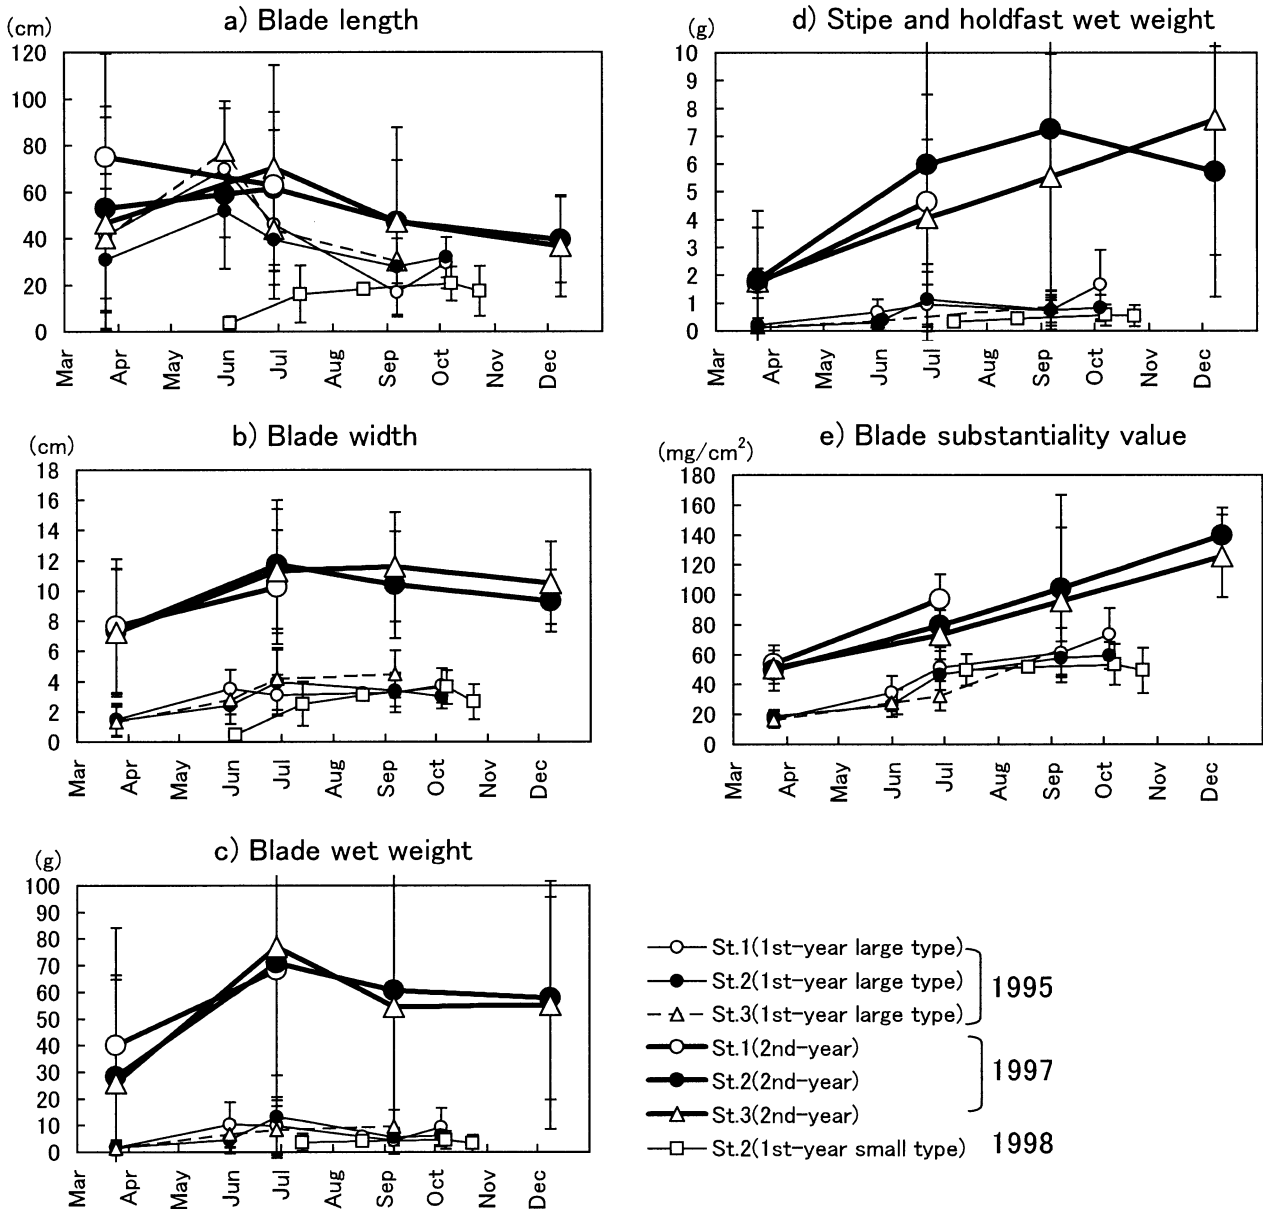 a) Blade length
(cm)
120
100
80
60
40
20
0
Mar
Apr
May
Jun
Jul
Aug
Sep
Oct
Nov
Dec
b) Blade width
(cm)
18
16
14
12
10
8
6
4
2
0
Mar
Apr
May
Jun
Jul
Aug
Sep
Oct
Nov
Dec
c) Blade wet weight
(g)
100
90
80
70
60
50
40
30
20
10
0
Mar
Apr
May
Jun
Jul
Aug
Sep
Oct
Nov
Dec
d) Stipe and holdfast wet weight
(g)
10
9
8
7
6
5
4
3
2
1
0
Mar
Apr
May
Jun
Jul
Aug
Sep
Oct
Nov
Dec
e) Blade substantiality value
(mg/cm²)
180
160
140
120
100
80
60
40
20
0
Mar
Apr
May
Jun
Jul
Aug
Sep
Oct
Nov
Dec
St.1(1st-year large type)
St.2(1st-year large type)
St.3(1st-year large type)
1995
St.1(2nd-year)
St.2(2nd-year)
St.3(2nd-year)
1997
St.2(1st-year small type) 1998